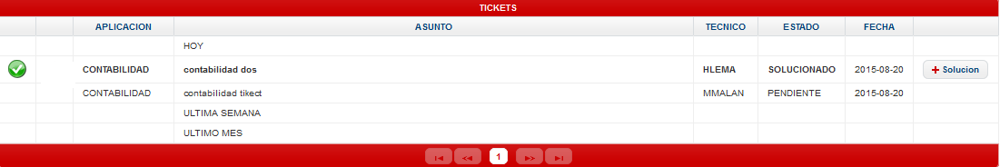 TICKETS
APLICACION ASUNTO TECNICO ESTADO FECHA
HOY
CONTABILIDAD contabilidad dos HLEMA SOLUCIONADO 2015-08-20 Solucion
CONTABILIDAD contabilidad tikect MMALAN PENDIENTE 2015-08-20
ULTIMA SEMANA
ULTIMO MES
1